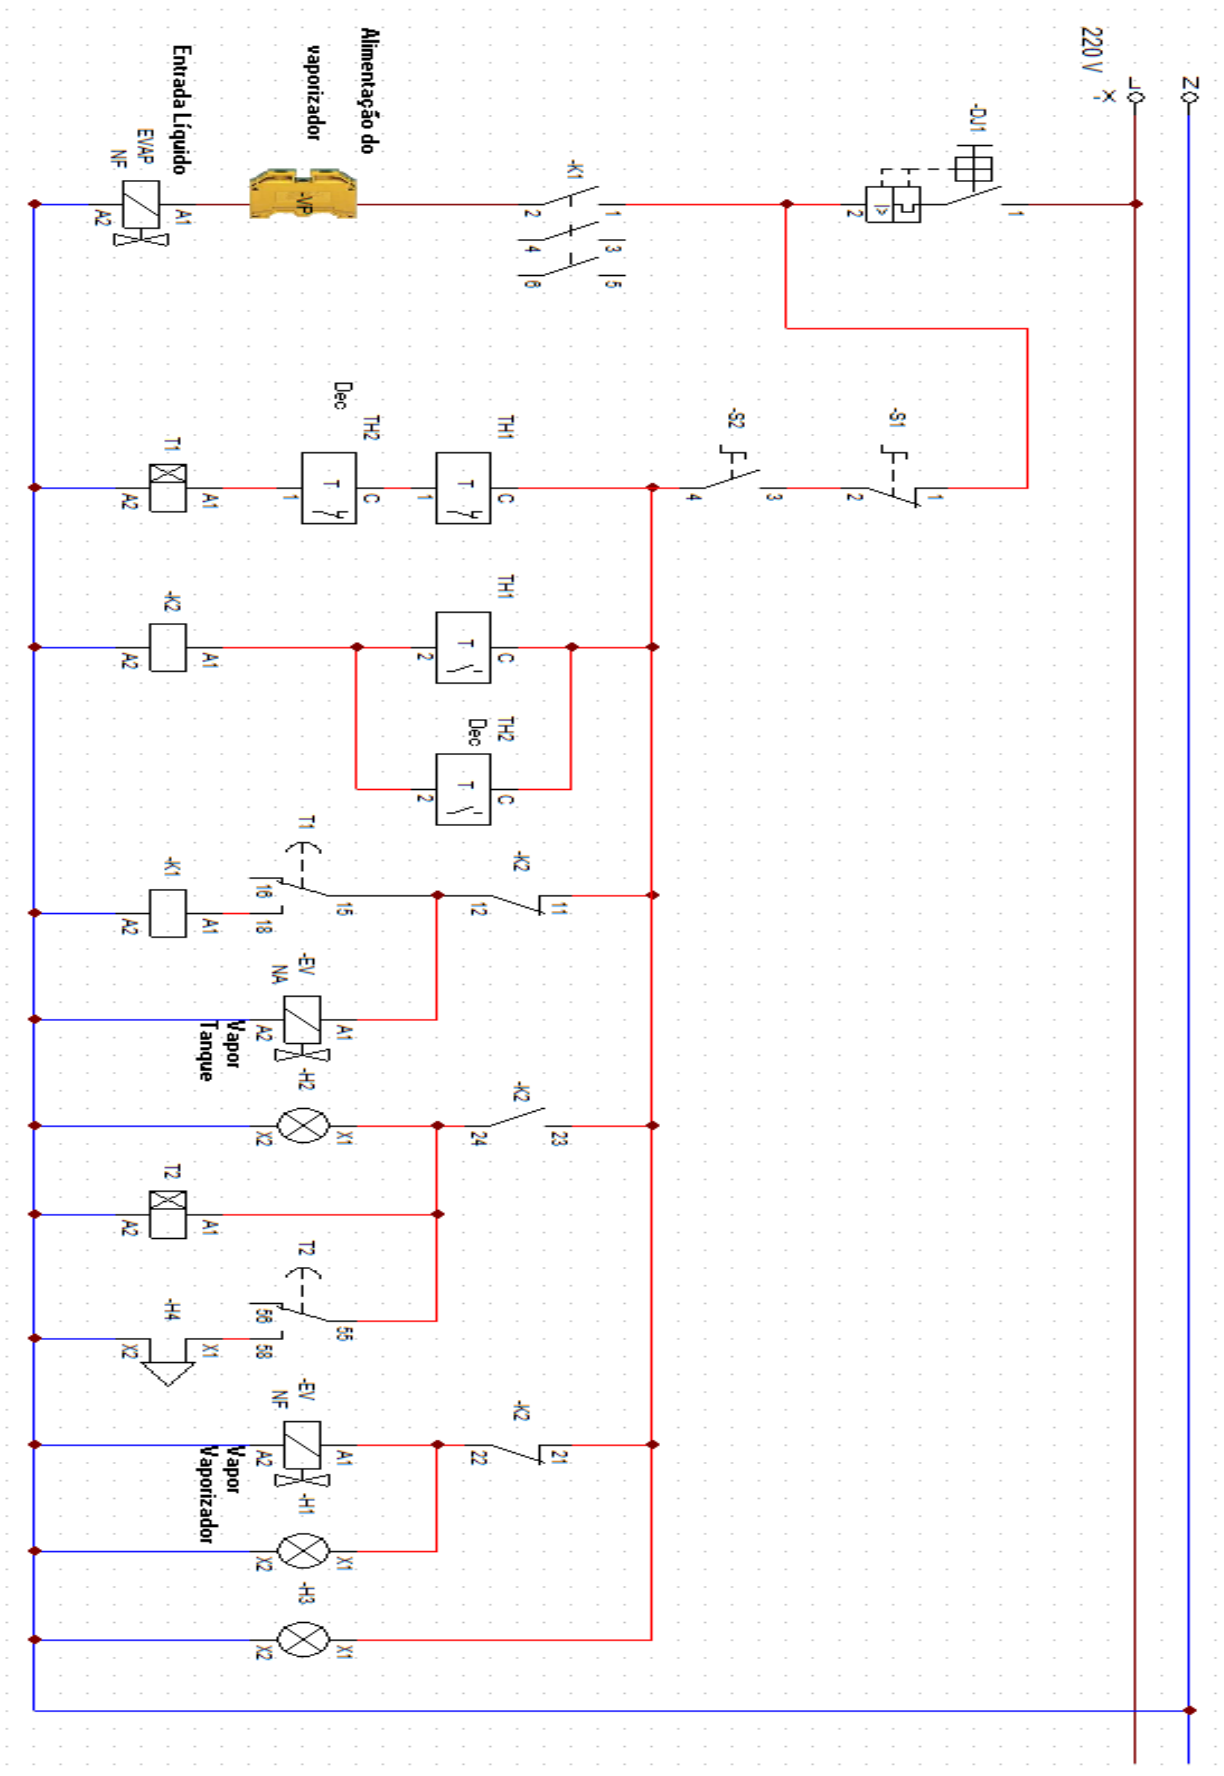 N
220 V
L
-X
-DJ1
1
I>
2
-K1
1
2
3
4
5
6
Alimentação do
vaporizador
-VP
Entrada Líquido
EVAP
NF
A1
A2
-S1
1
2
-S2
3
4
TH1
C
T
1
TH2
Dec
C
T
1
T1
A1
A2
TH1
C
T
2
TH2
Dec
C
T
2
-K2
A1
A2
-K2
11
12
T1
15
16
18
-K1
A1
A2
-EV
NA
A1
A2
Vapor
Tanque
-K2
23
24
-H2
X1
X2
T2
A1
A2
T2
55
56
58
-H4
X1
X2
-K2
21
22
-EV
NF
A1
A2
Vapor
Vaporizador
-H1
X1
X2
-H3
X1
X2